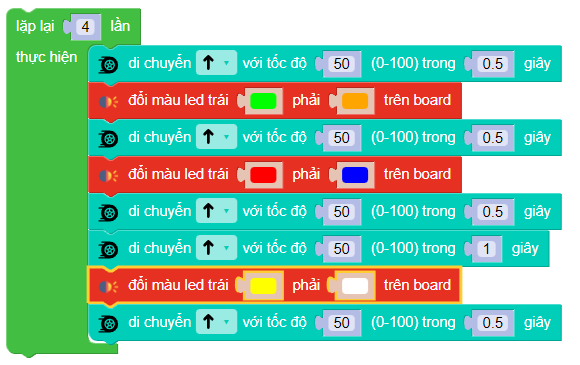 lặp lại 4 lần
thực hiện
di chuyển với tốc độ 50 (0-100) trong 0.5 giây
đổi màu led trái phải trên board
di chuyển với tốc độ 50 (0-100) trong 0.5 giây
đổi màu led trái phải trên board
di chuyển với tốc độ 50 (0-100) trong 0.5 giây
di chuyển với tốc độ 50 (0-100) trong 1 giây
đổi màu led trái phải trên board
di chuyển với tốc độ 50 (0-100) trong 0.5 giây